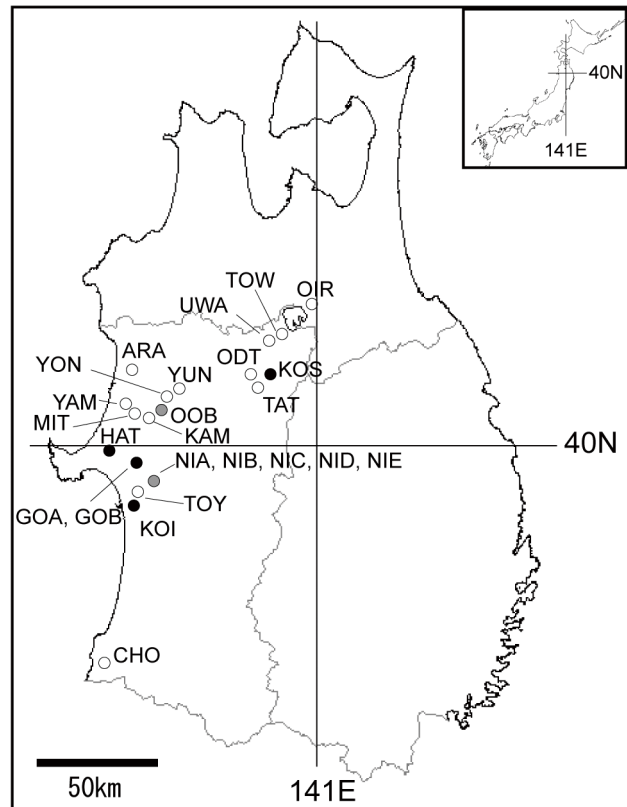 40N
141E
TOW
OIR
UWA
ARA
ODT
KOS
YON
YUN
TAT
YAM
OOB
MIT
KAM
HAT
40N
NIA, NIB, NIC, NID, NIE
GOA, GOB
TOY
KOI
CHO
50km
141E